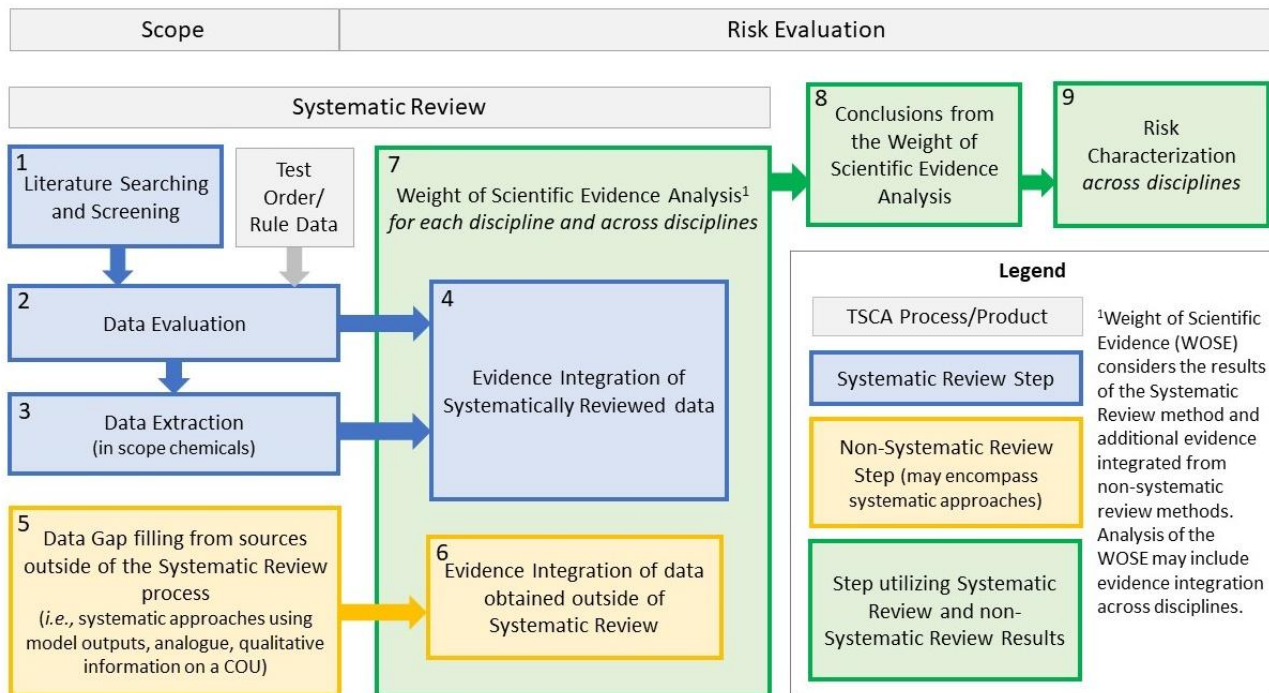 Scope
Risk Evaluation
Systematic Review
1
Literature Searching
and Screening
Test
Order/
Rule Data
2
Data Evaluation
3
Data Extraction
(in scope chemicals)
5
Data Gap filling from sources
outside of the Systematic Review
process
(i.e., systematic approaches using
model outputs, analogue, qualitative
information on a COU)
7
Weight of Scientific Evidence Analysis¹
for each discipline and across disciplines
4
Evidence Integration of
Systematically Reviewed data
6
Evidence Integration of data
obtained outside of
Systematic Review
8
Conclusions from
the Weight of
Scientific Evidence
Analysis
9
Risk
Characterization
across disciplines
Legend
TSCA Process/Product
Systematic Review Step
Non-Systematic Review
Step (may encompass
systematic approaches)
Step utilizing Systematic
Review and non-
Systematic Review Results
¹Weight of Scientific
Evidence (WOSE)
considers the results
of the Systematic
Review method and
additional evidence
integrated from
non-systematic
review methods.
Analysis of the
WOSE may include
evidence integration
across disciplines.